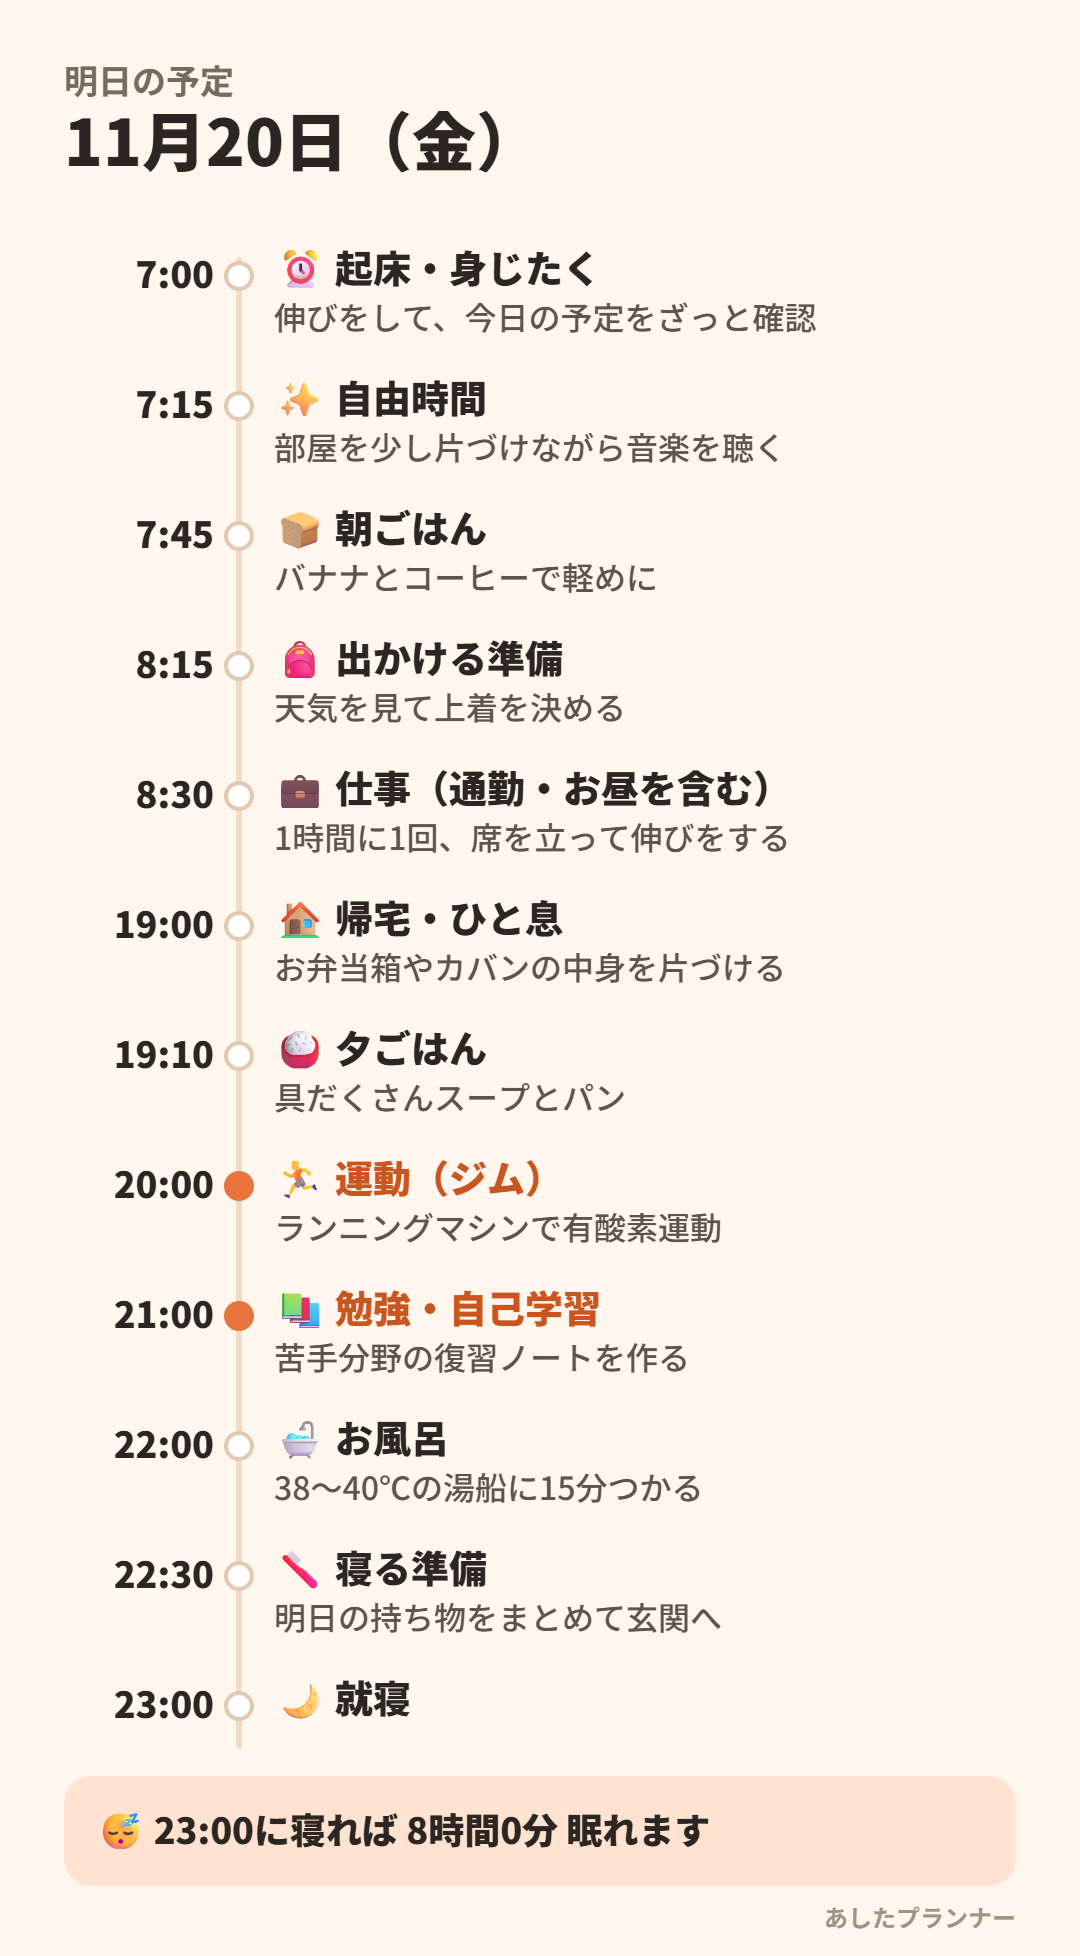 明日の予定
11月20日（金）
7:00 起床・身じたく
伸びをして、今日の予定をざっと確認
7:15 自由時間
部屋を少し片づけながら音楽を聴く
7:45 朝ごはん
バナナとコーヒーで軽めに
8:15 出かける準備
天気を見て上着を決める
8:30 仕事（通勤・お昼を含む）
1時間に1回、席を立って伸びをする
19:00 帰宅・ひと息
お弁当箱やカバンの中身を片づける
19:10 夕ごはん
具だくさんスープとパン
20:00 運動（ジム）
ランニングマシンで有酸素運動
21:00 勉強・自己学習
苦手分野の復習ノートを作る
22:00 お風呂
38〜40℃の湯船に15分つかる
22:30 寝る準備
明日の持ち物をまとめて玄関へ
23:00 就寝
23:00に寝れば 8時間0分 眠れます
あしたプランナー